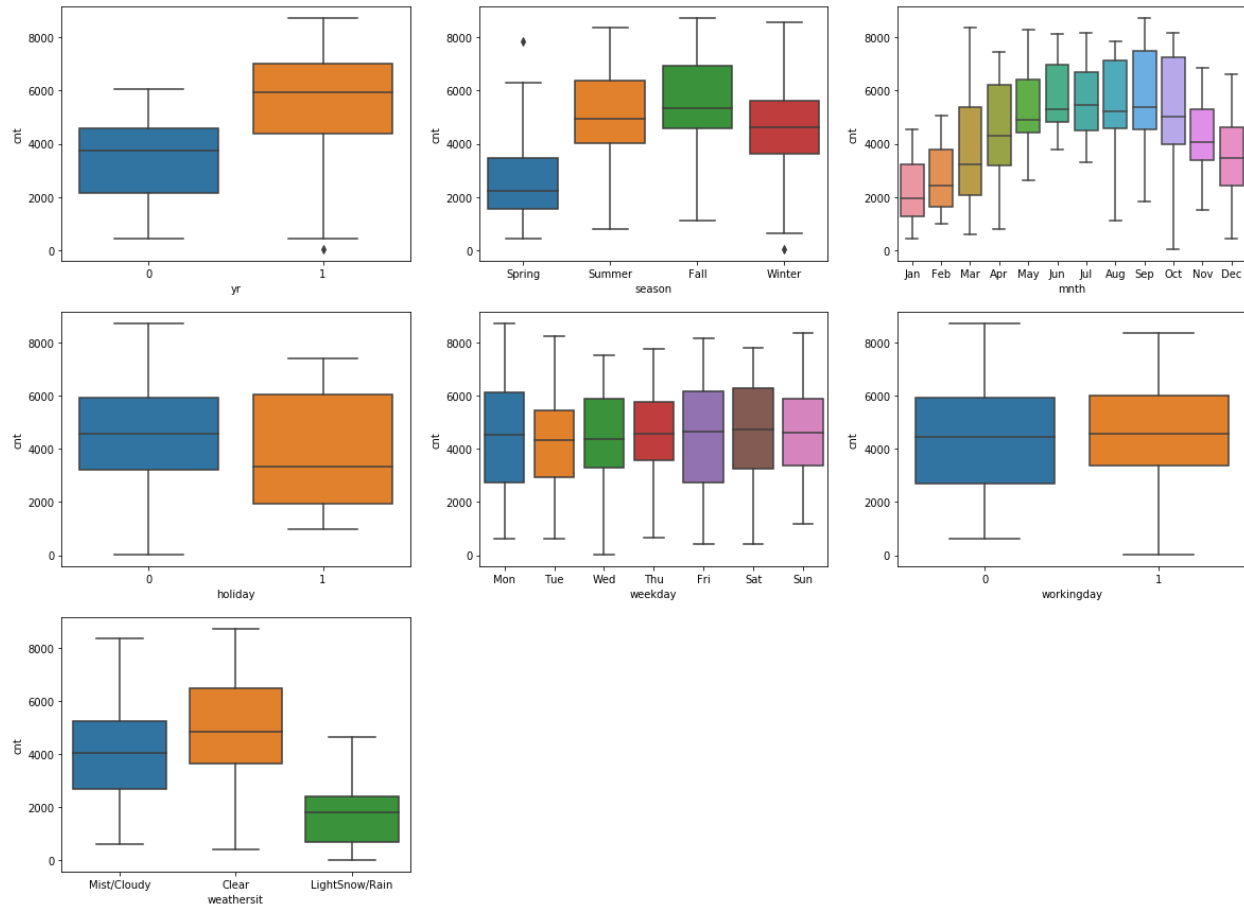 cnt
8000
6000
4000
2000
0
0 1
yr
cnt
8000
6000
4000
2000
0
Spring Summer Fall Winter
season
cnt
8000
6000
4000
2000
0
Jan Feb Mar Apr May Jun Jul Aug Sep Oct Nov Dec
mnth
cnt
8000
6000
4000
2000
0
0 1
holiday
cnt
8000
6000
4000
2000
0
Mon Tue Wed Thu Fri Sat Sun
weekday
cnt
8000
6000
4000
2000
0
0 1
workingday
cnt
8000
6000
4000
2000
0
Mist/Cloudy Clear LightSnow/Rain
weathersit